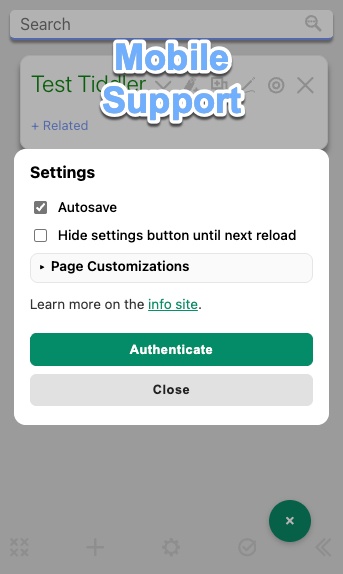 Search
Mobile
Test Tiddler
Support
+ Related
Settings
Autosave
Hide settings button until next reload
Page Customizations
Learn more on the info site.
Authenticate
Close